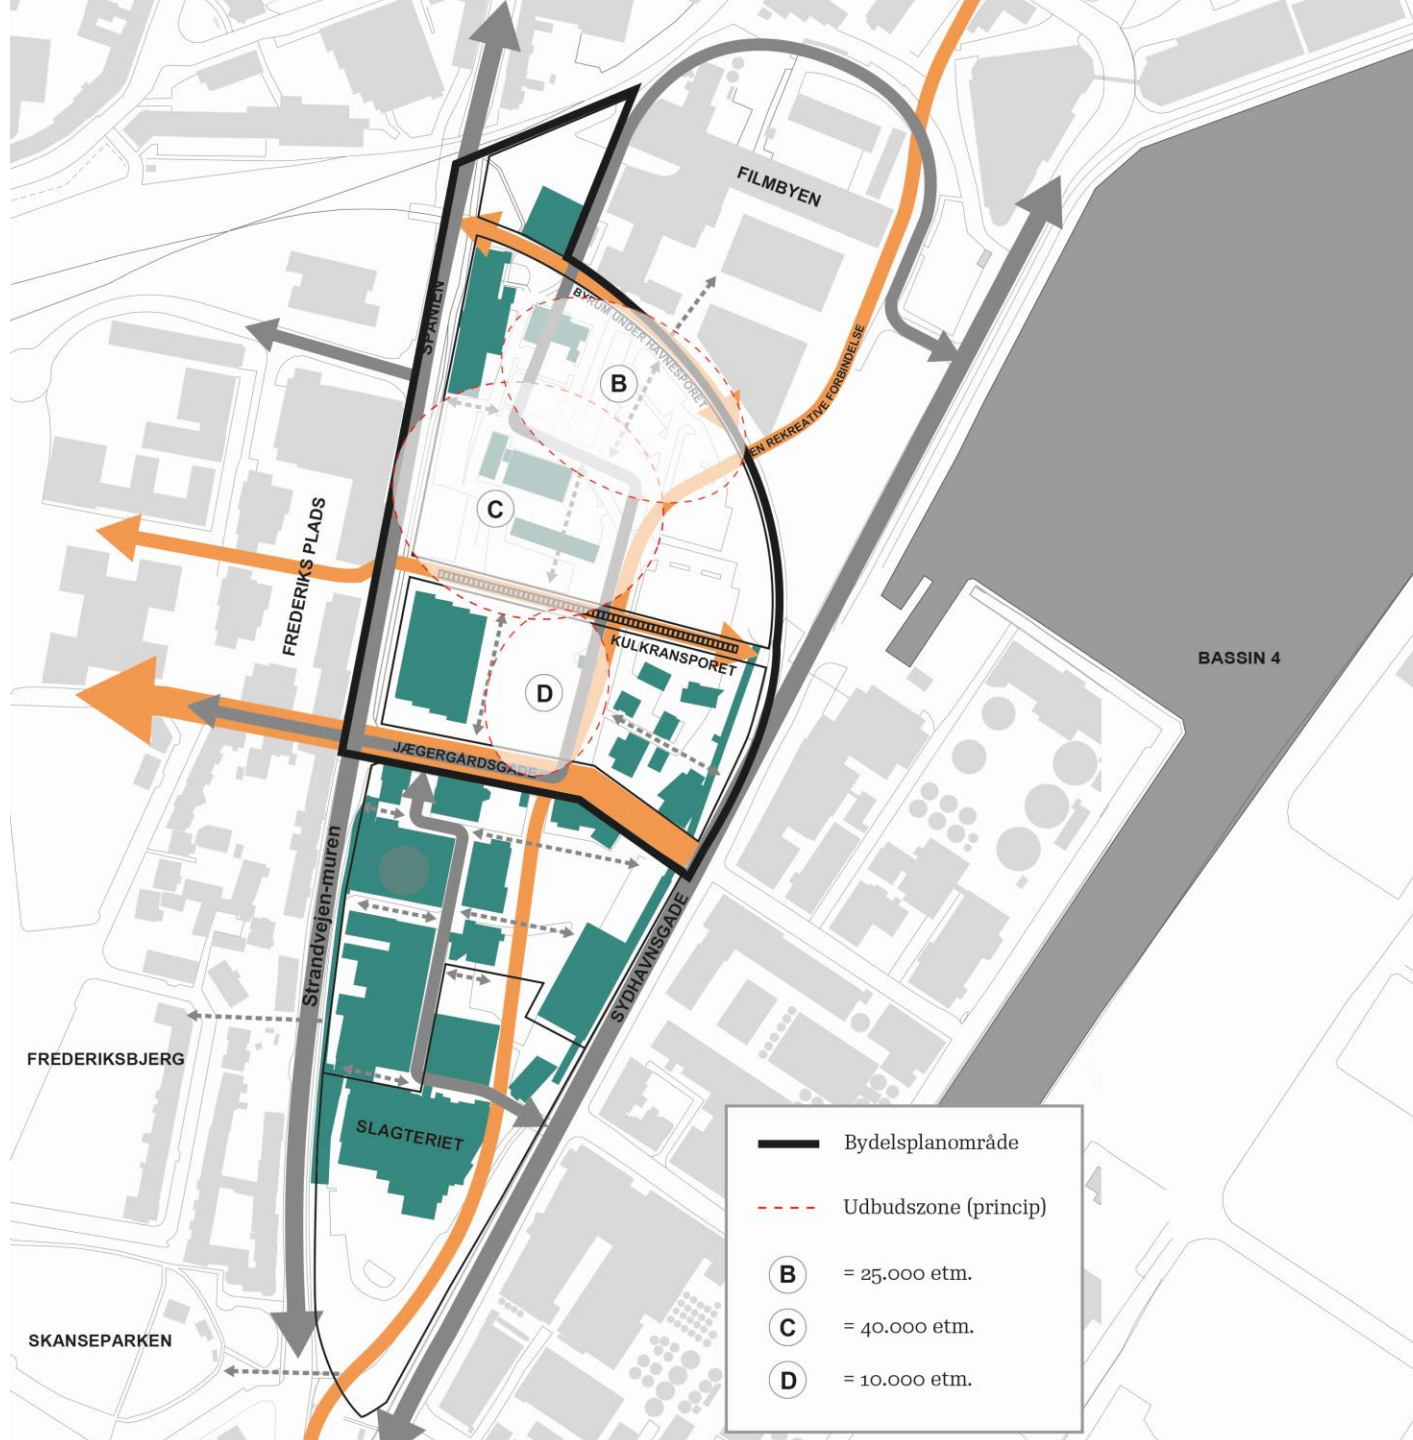 FILMBYEN
SPANIEN
BYRUM UNDER HAVNESPORET
B
EN REKREATIVE FORBINDELSE
C
FREDERIKS PLADS
KULKRANSPORET
BASSIN 4
D
JÆGERGÅRDSGADE
Strandvejen-muren
SYDHAVNSGADE
FREDERIKSBJERG
SLAGTERIET
SKANSEPARKEN
Bydelsplanområde
Udbudszone (princip)
B = 25.000 etm.
C = 40.000 etm.
D = 10.000 etm.